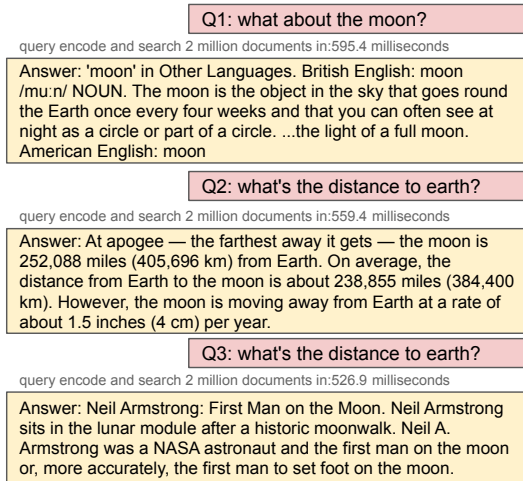 Q1: what about the moon?
query encode and search 2 million documents in:595.4 milliseconds
Answer: 'moon' in Other Languages. British English: moon
/muːn/ NOUN. The moon is the object in the sky that goes round
the Earth once every four weeks and that you can often see at
night as a circle or part of a circle. ...the light of a full moon.
American English: moon
Q2: what's the distance to earth?
query encode and search 2 million documents in:559.4 milliseconds
Answer: At apogee — the farthest away it gets — the moon is
252,088 miles (405,696 km) from Earth. On average, the
distance from Earth to the moon is about 238,855 miles (384,400
km). However, the moon is moving away from Earth at a rate of
about 1.5 inches (4 cm) per year.
Q3: what's the distance to earth?
query encode and search 2 million documents in:526.9 milliseconds
Answer: Neil Armstrong: First Man on the Moon. Neil Armstrong
sits in the lunar module after a historic moonwalk. Neil A.
Armstrong was a NASA astronaut and the first man on the moon
or, more accurately, the first man to set foot on the moon.